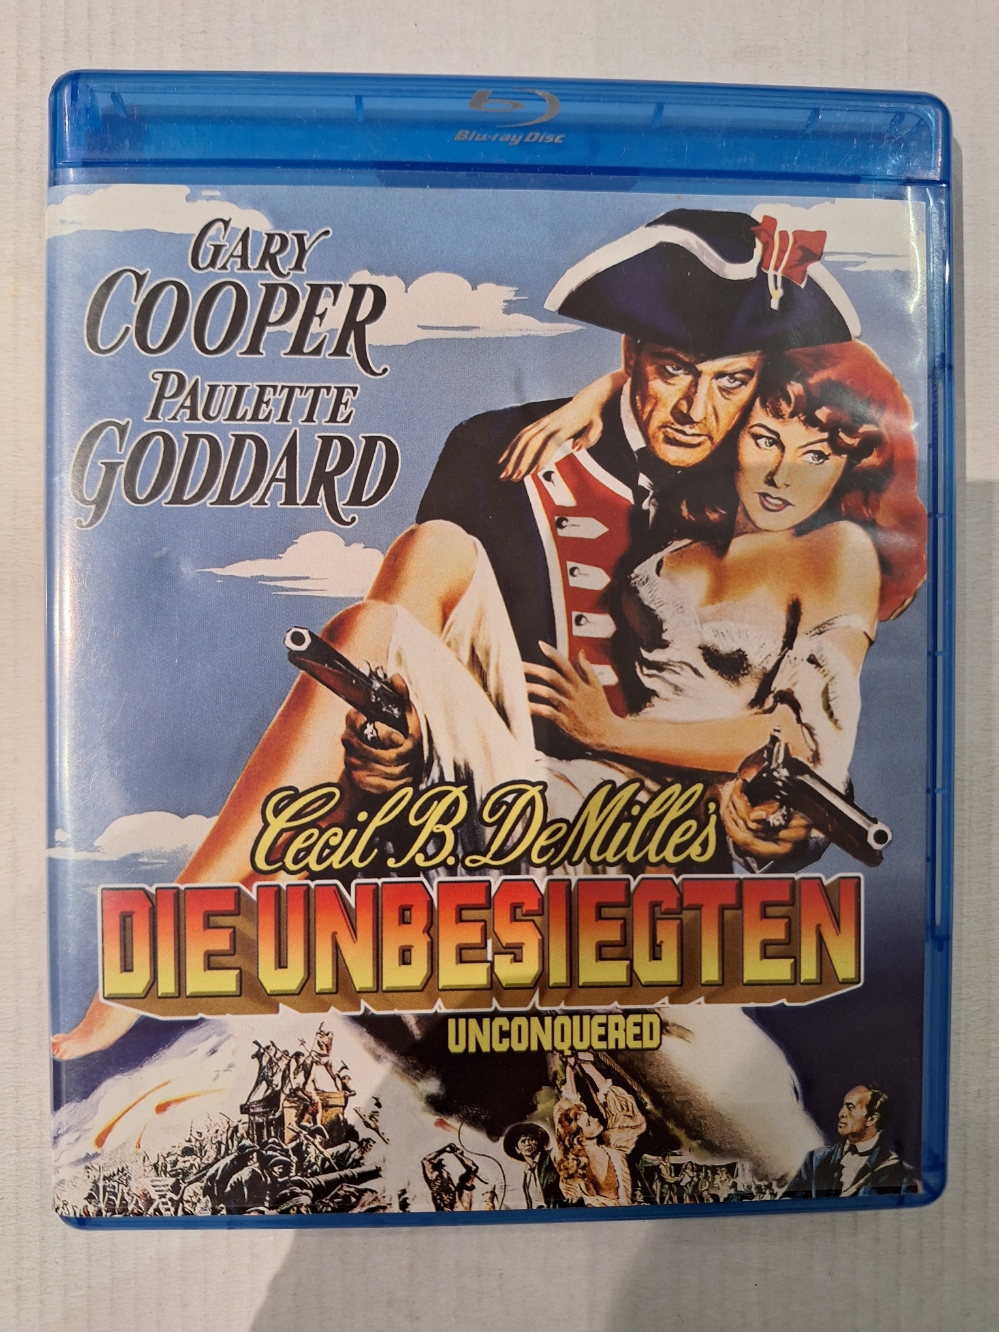 Blu-ray Disc
GARY
COOPER
PAULETTE
GODDARD
Cecil B. DeMille's
DIE UNBESIEGTEN
UNCONQUERED